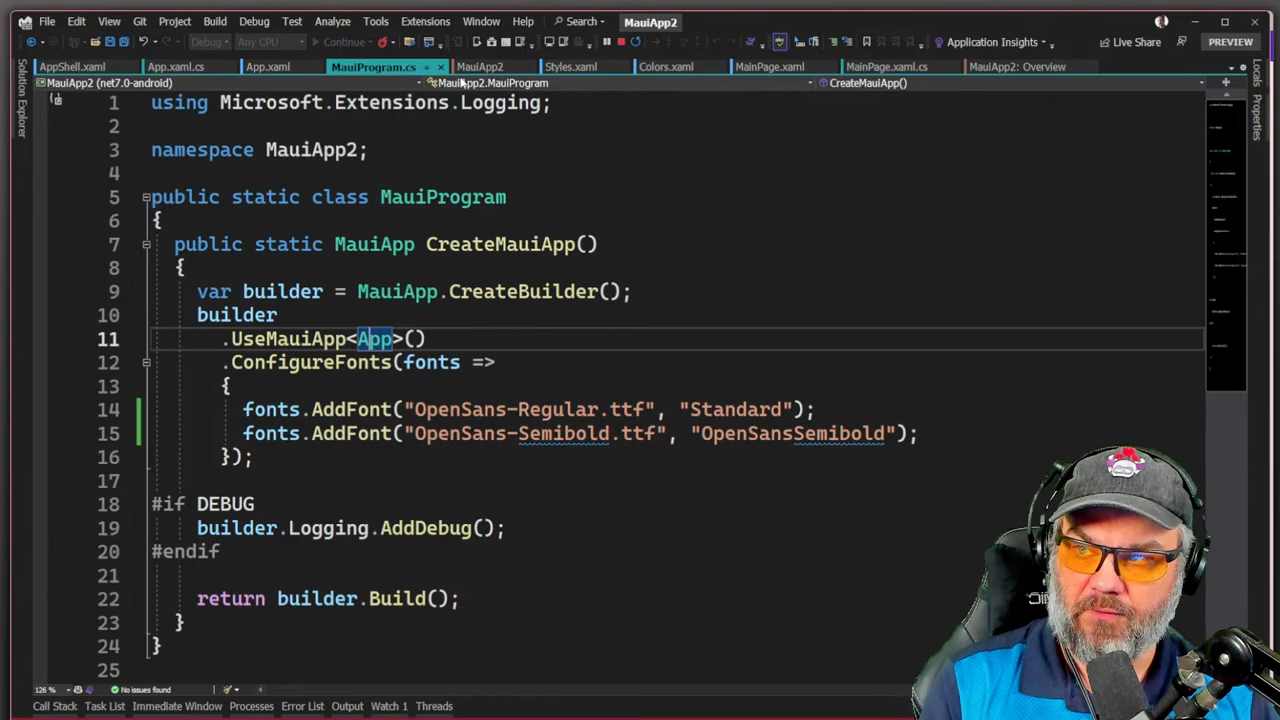 File Edit View Git Project Build Debug Test Analyze Tools Extensions Window Help Search MauiApp2
Debug Any CPU Continue Application Insights Live Share PREVIEW
AppShell.xaml App.xaml.cs App.xaml MauiProgram.cs MauiApp2 Styles.xaml Colors.xaml MainPage.xaml MainPage.xaml.cs MauiApp2: Overview
MauiApp2 (net7.0-android) MauiApp2.MauiProgram CreateMauiApp()
Solution Explorer
Locals
Properties
1 using Microsoft.Extensions.Logging;
2
3 namespace MauiApp2;
4
5 public static class MauiProgram
6 {
7 public static MauiApp CreateMauiApp()
8 {
9 var builder = MauiApp.CreateBuilder();
10 builder
11 .UseMauiApp<App>()
12 .ConfigureFonts(fonts =>
13 {
14 fonts.AddFont("OpenSans-Regular.ttf", "Standard");
15 fonts.AddFont("OpenSans-Semibold.ttf", "OpenSansSemibold");
16 });
17
18 #if DEBUG
19 builder.Logging.AddDebug();
20 #endif
21
22 return builder.Build();
23 }
24 }
25
126 % No issues found
Call Stack Task List Immediate Window Processes Error List Output Watch 1 Threads